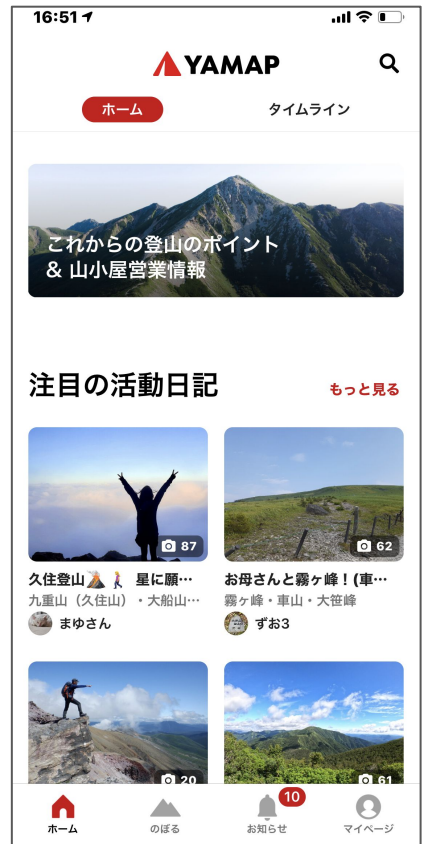 16:51
YAMAP
ホーム
タイムライン
これからの登山のポイント
& 山小屋営業情報
注目の活動日記
もっと見る
87
62
久住登山🌋🚶‍♀️ 星に願…
お母さんと霧ヶ峰！(車…
九重山（久住山）・大船山…
霧ヶ峰・車山・大笹峰
まゆさん
ずお3
20
61
10
ホーム
のぼる
お知らせ
マイページ